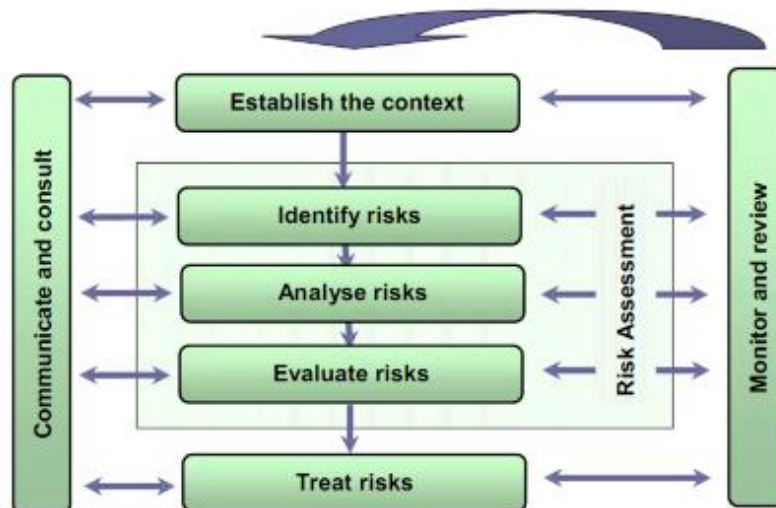 Establish the context
Communicate and consult
Identify risks
Analyse risks
Evaluate risks
Risk Assessment
Monitor and review
Treat risks